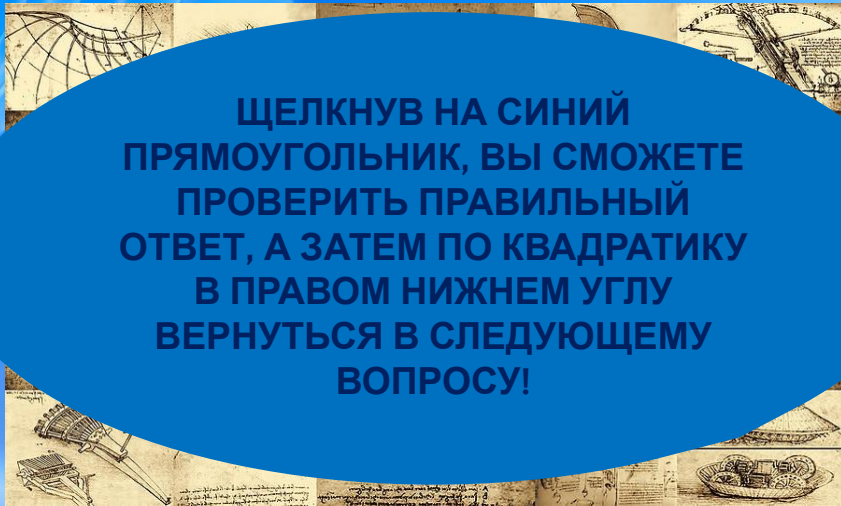 ЩЕЛКНУВ НА СИНИЙ
ПРЯМОУГОЛЬНИК, ВЫ СМОЖЕТЕ
ПРОВЕРИТЬ ПРАВИЛЬНЫЙ
ОТВЕТ, А ЗАТЕМ ПО КВАДРАТИКУ
В ПРАВОМ НИЖНЕМ УГЛУ
ВЕРНУТЬСЯ В СЛЕДУЮЩЕМУ
ВОПРОСУ!